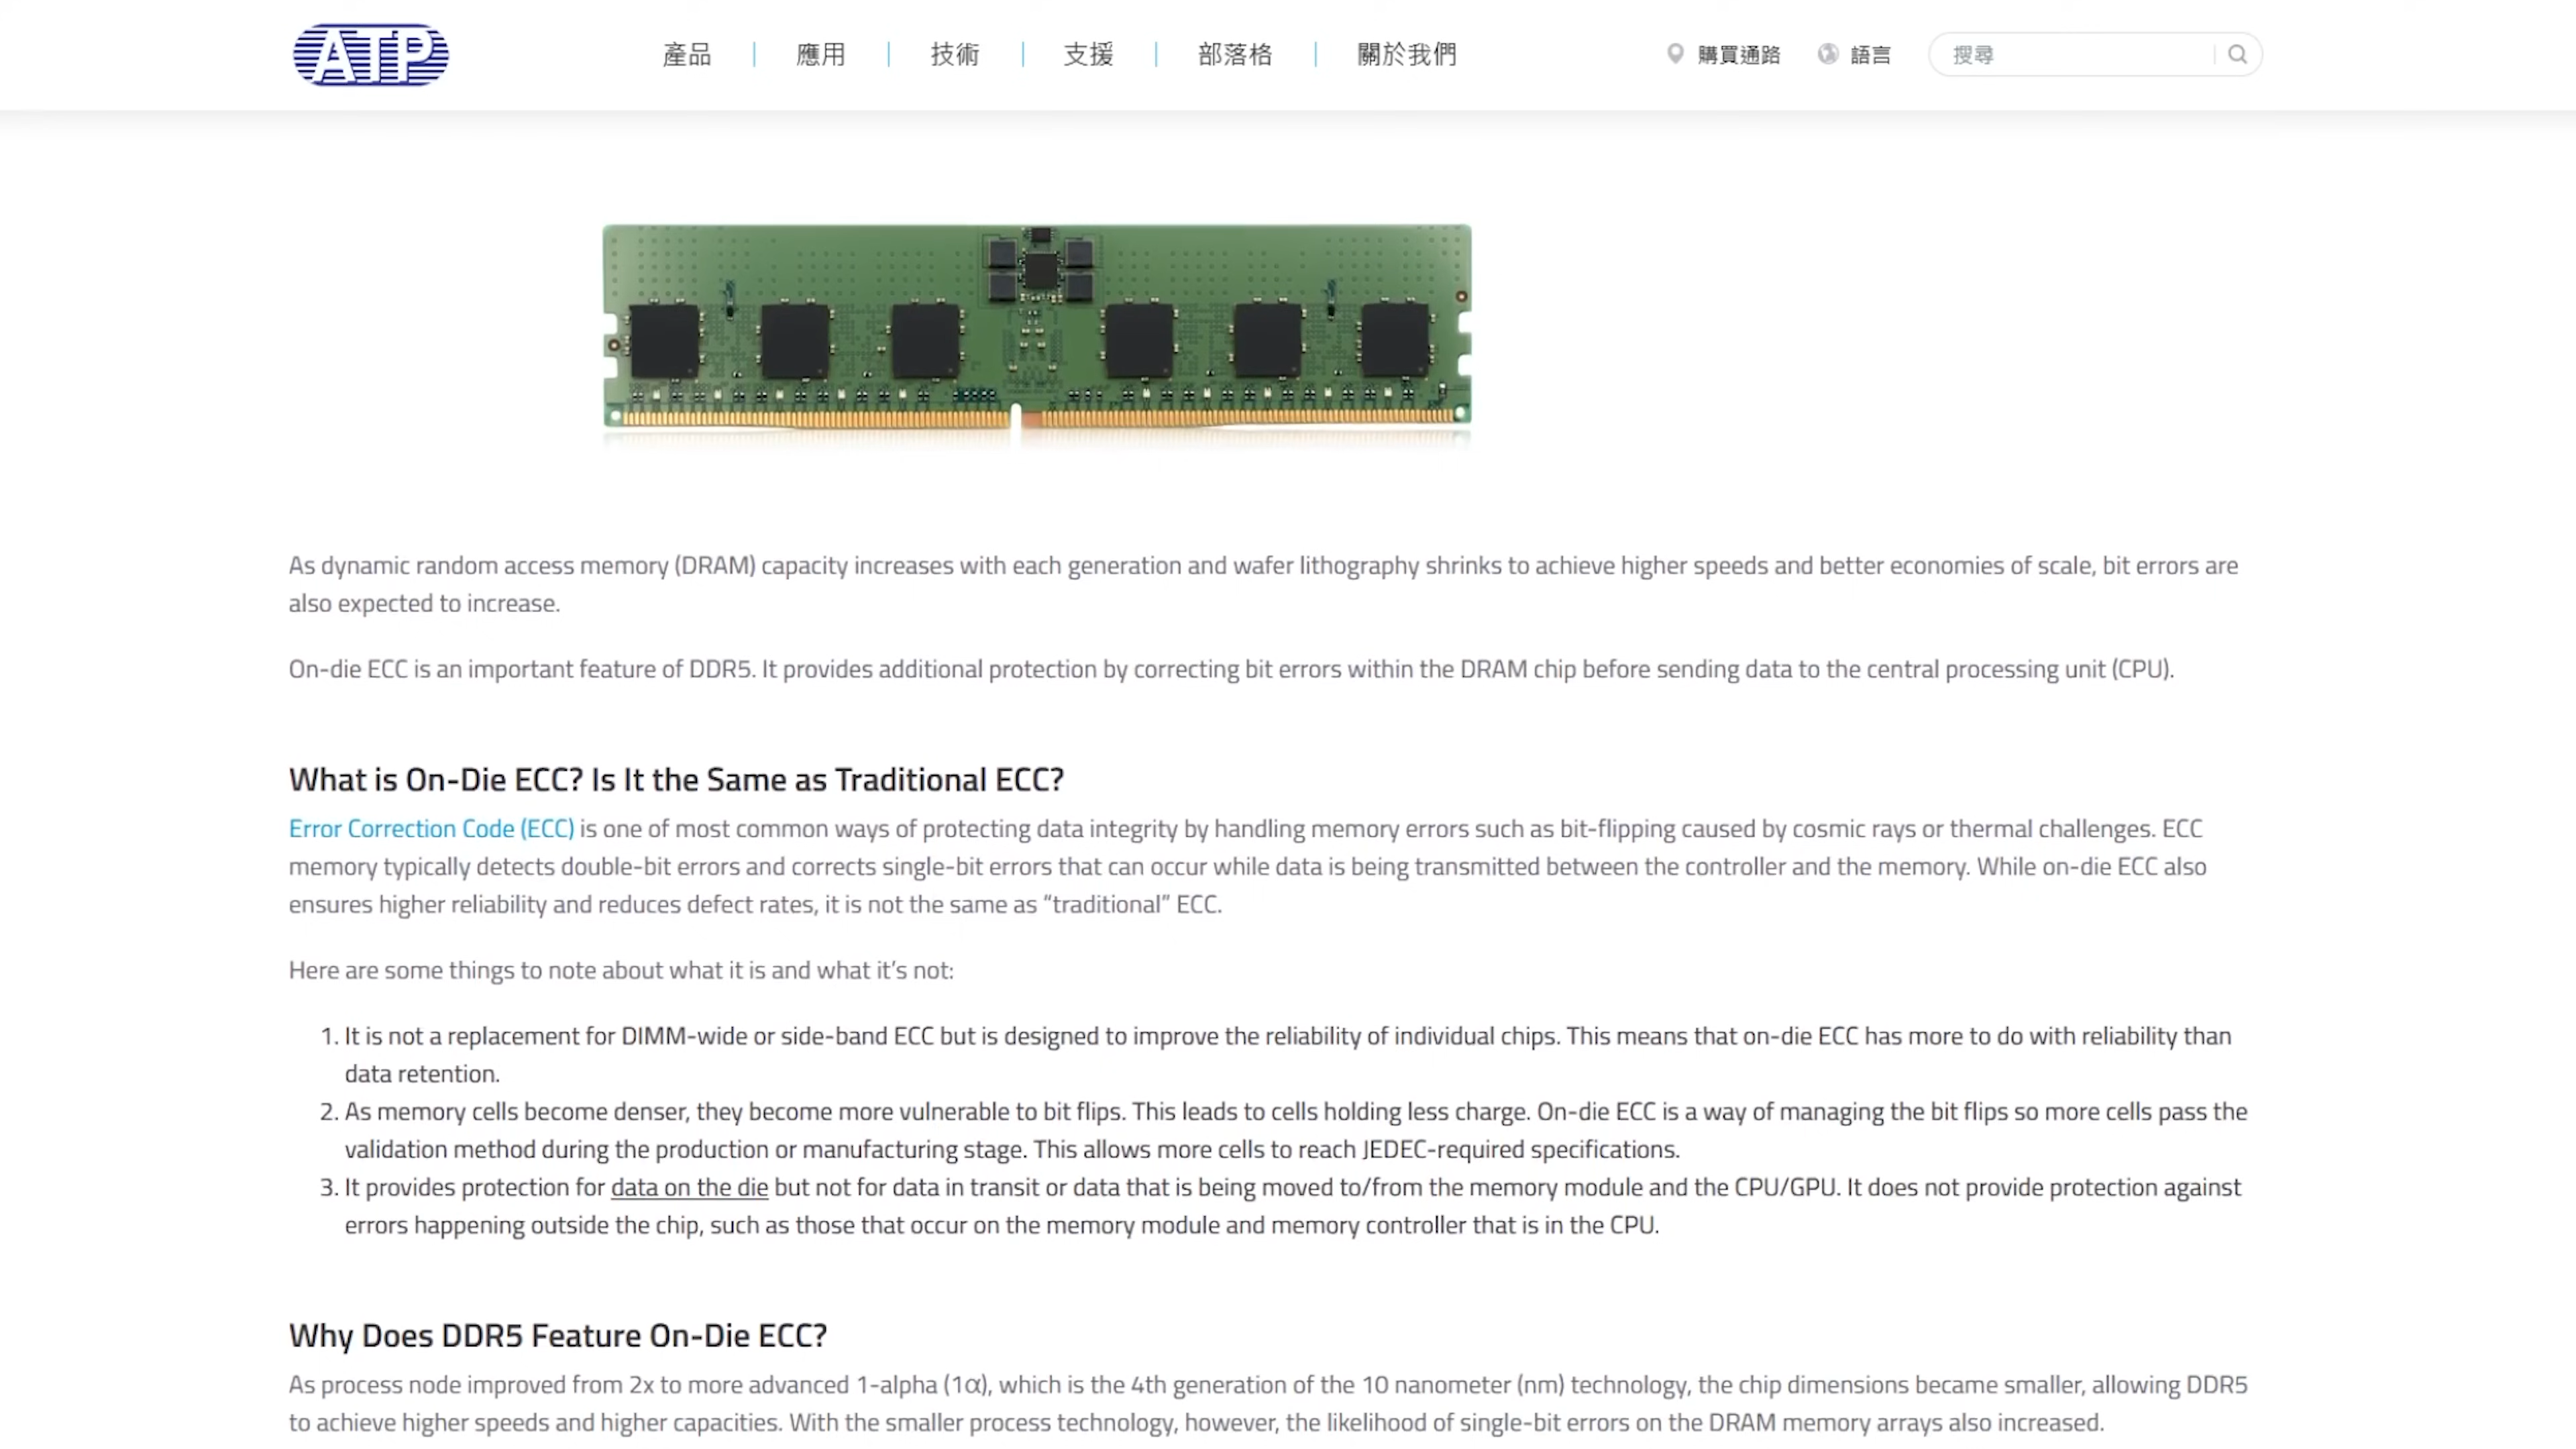 ATP
產品
應用
技術
支援
部落格
關於我們
購買通路
語言
搜尋
As dynamic random access memory (DRAM) capacity increases with each generation and wafer lithography shrinks to achieve higher speeds and better economies of scale, bit errors are
also expected to increase.
On-die ECC is an important feature of DDR5. It provides additional protection by correcting bit errors within the DRAM chip before sending data to the central processing unit (CPU).
What is On-Die ECC? Is It the Same as Traditional ECC?
Error Correction Code (ECC) is one of most common ways of protecting data integrity by handling memory errors such as bit-flipping caused by cosmic rays or thermal challenges. ECC
memory typically detects double-bit errors and corrects single-bit errors that can occur while data is being transmitted between the controller and the memory. While on-die ECC also
ensures higher reliability and reduces defect rates, it is not the same as “traditional” ECC.
Here are some things to note about what it is and what it’s not:
1. It is not a replacement for DIMM-wide or side-band ECC but is designed to improve the reliability of individual chips. This means that on-die ECC has more to do with reliability than
data retention.
2. As memory cells become denser, they become more vulnerable to bit flips. This leads to cells holding less charge. On-die ECC is a way of managing the bit flips so more cells pass the
validation method during the production or manufacturing stage. This allows more cells to reach JEDEC-required specifications.
3. It provides protection for data on the die but not for data in transit or data that is being moved to/from the memory module and the CPU/GPU. It does not provide protection against
errors happening outside the chip, such as those that occur on the memory module and memory controller that is in the CPU.
Why Does DDR5 Feature On-Die ECC?
As process node improved from 2x to more advanced 1-alpha (1α), which is the 4th generation of the 10 nanometer (nm) technology, the chip dimensions became smaller, allowing DDR5
to achieve higher speeds and higher capacities. With the smaller process technology, however, the likelihood of single-bit errors on the DRAM memory arrays also increased.